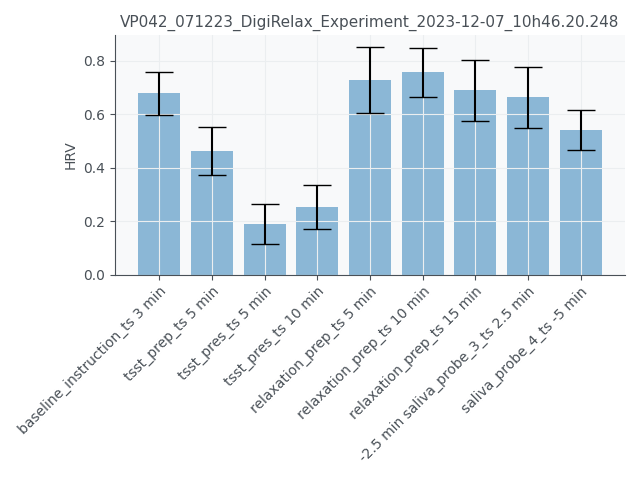 VP042_071223_DigiRelax_Experiment_2023-12-07_10h46.20.248
HRV
0.8
0.6
0.4
0.2
0.0
baseline_instruction_ts 3 min
tsst_prep_ts 5 min
tsst_pres_ts 5 min
tsst_pres_ts 10 min
relaxation_prep_ts 5 min
relaxation_prep_ts 10 min
relaxation_prep_ts 15 min
-2.5 min saliva_probe_3_ts 2.5 min
saliva_probe_4_ts -5 min